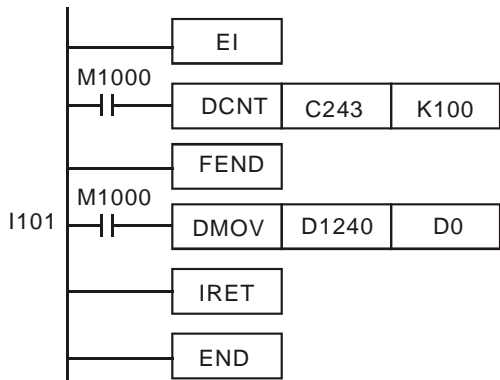 EI
M1000
DCNT C243 K100
FEND
M1000
I101 DMOV D1240 D0
IRET
END